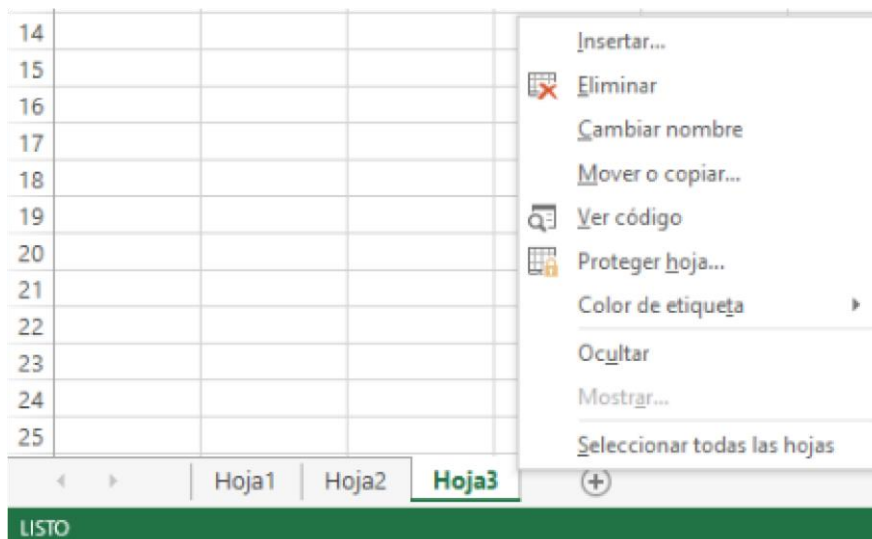 14
15
16
17
18
19
20
21
22
23
24
25
Insertar...
Eliminar
Cambiar nombre
Mover o copiar...
Ver código
Proteger hoja...
Color de etiqueta
Ocultar
Mostrar...
Seleccionar todas las hojas
Hoja1 Hoja2 Hoja3
LISTO